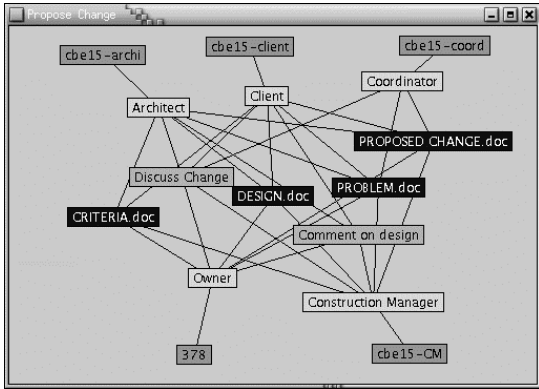 Propose Change
cbe15-archi
cbe15-client
cbe15-coord
Architect
Client
Coordinator
PROPOSED CHANGE.doc
Discuss Change
DESIGN.doc
PROBLEM.doc
CRITERIA.doc
Comment on design
Owner
Construction Manager
378
cbe15-CM